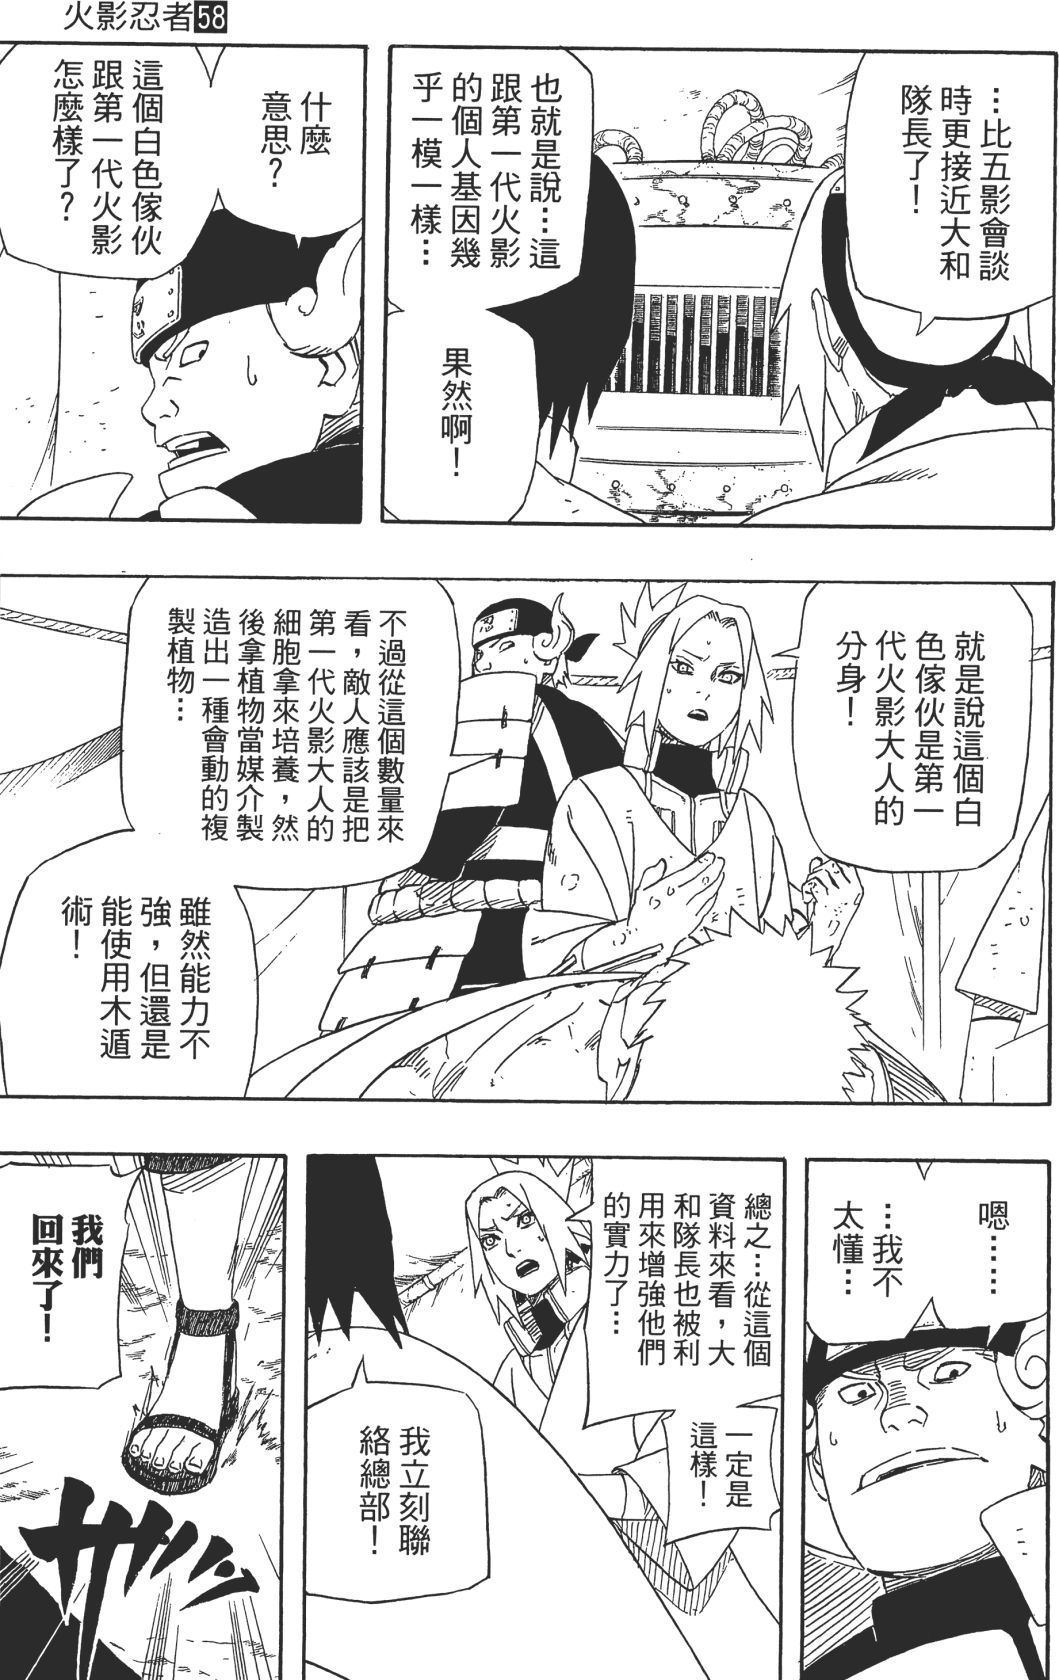 火影忍者58
…比五影會談
時更接近大和
隊長了！
也就是說…這
跟第一代火影
的個人基因幾
乎一模一樣…
果然啊！
什麼
意思？
這個白色傢伙
跟第一代火影
怎麼樣了？
就是說這個白
色傢伙是第一
代火影大人的
分身！
不過從這個數量來
看，敵人應該是把
第一代火影大人的
細胞拿來培養，然
後拿植物當媒介製
造出一種會動的複
製植物…
雖然能力不
強，但還是
能使用木遁
術！
嗯……
…我不
太懂…
總之…從這個
資料來看，大
和隊長也被利
用來增強他們
的實力了…
一定是
這樣！
我立刻聯
絡總部！
我們
回來了！
ザザッ